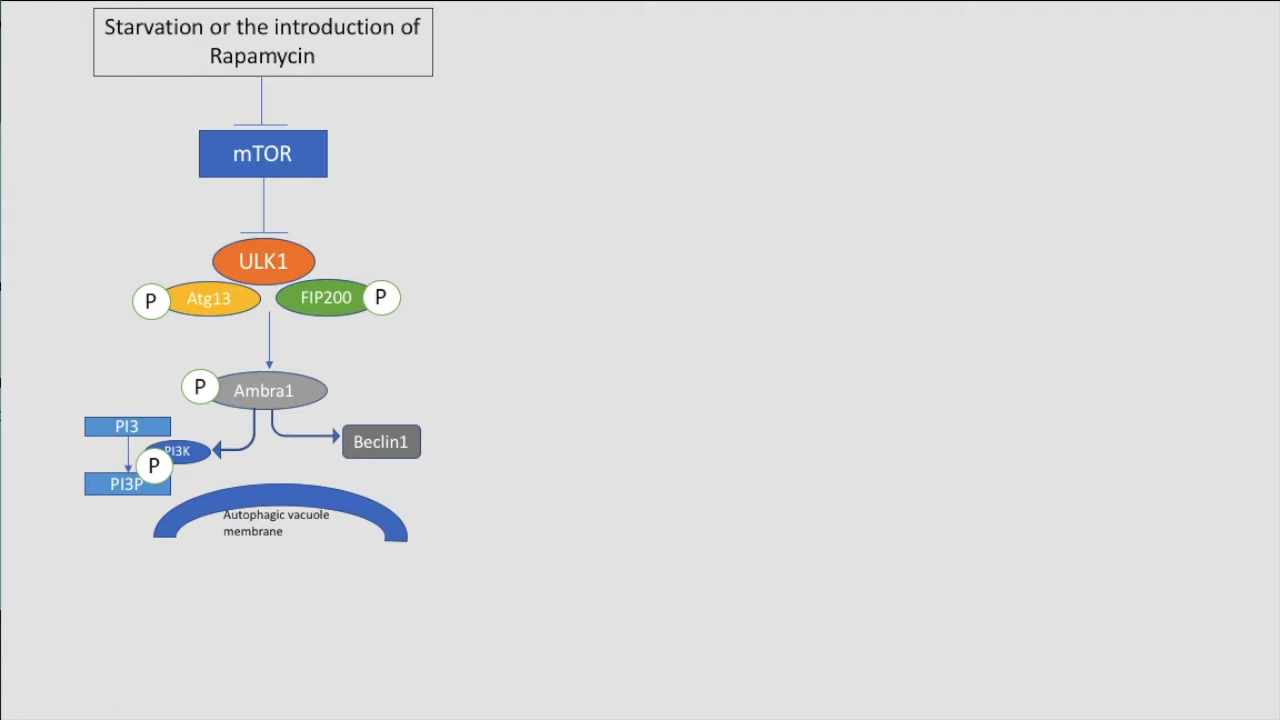 Starvation or the introduction of
Rapamycin
mTOR
ULK1
P
Atg13
FIP200
P
P
Ambra1
PI3
PI3K
Beclin1
P
PI3P
Autophagic vacuole
membrane